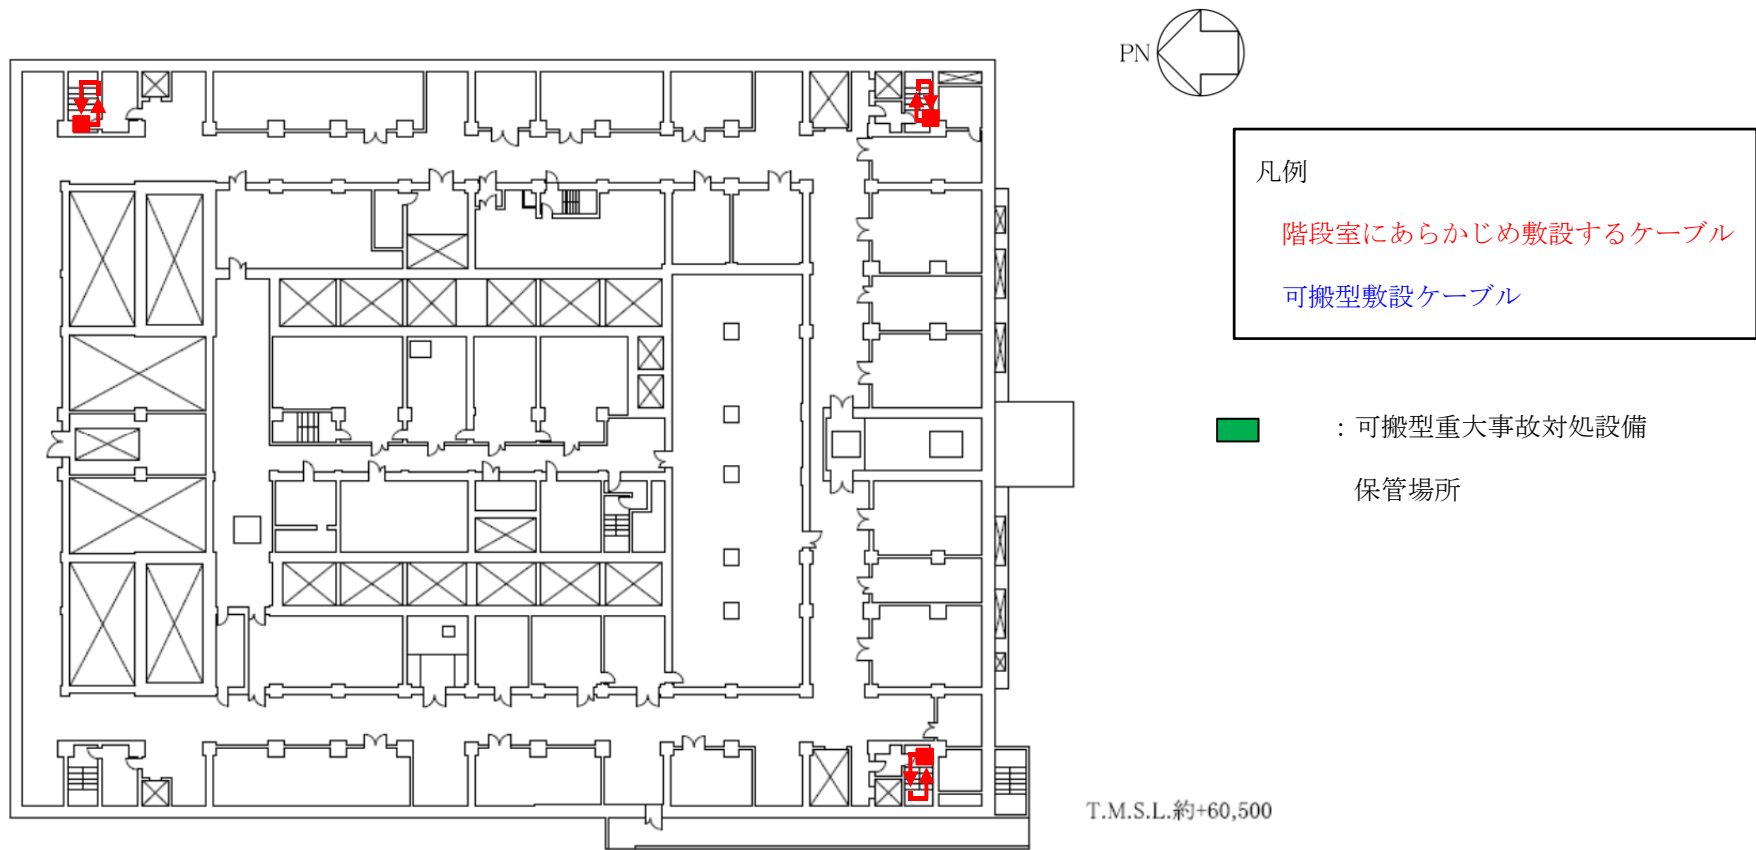 PN
凡例
階段室にあらかじめ敷設するケーブル
可搬型敷設ケーブル
：可搬型重大事故対処設備
保管場所
T.M.S.L.約+60,500